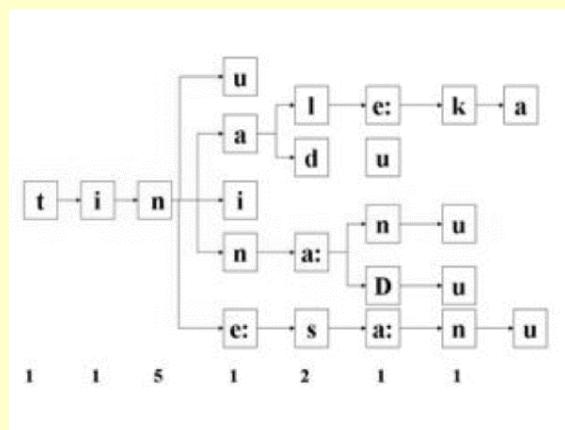 u
l e: k a
a
d u
t i n i
n u
n a:
D u
e: s a: n u
1 1 5 1 2 1 1